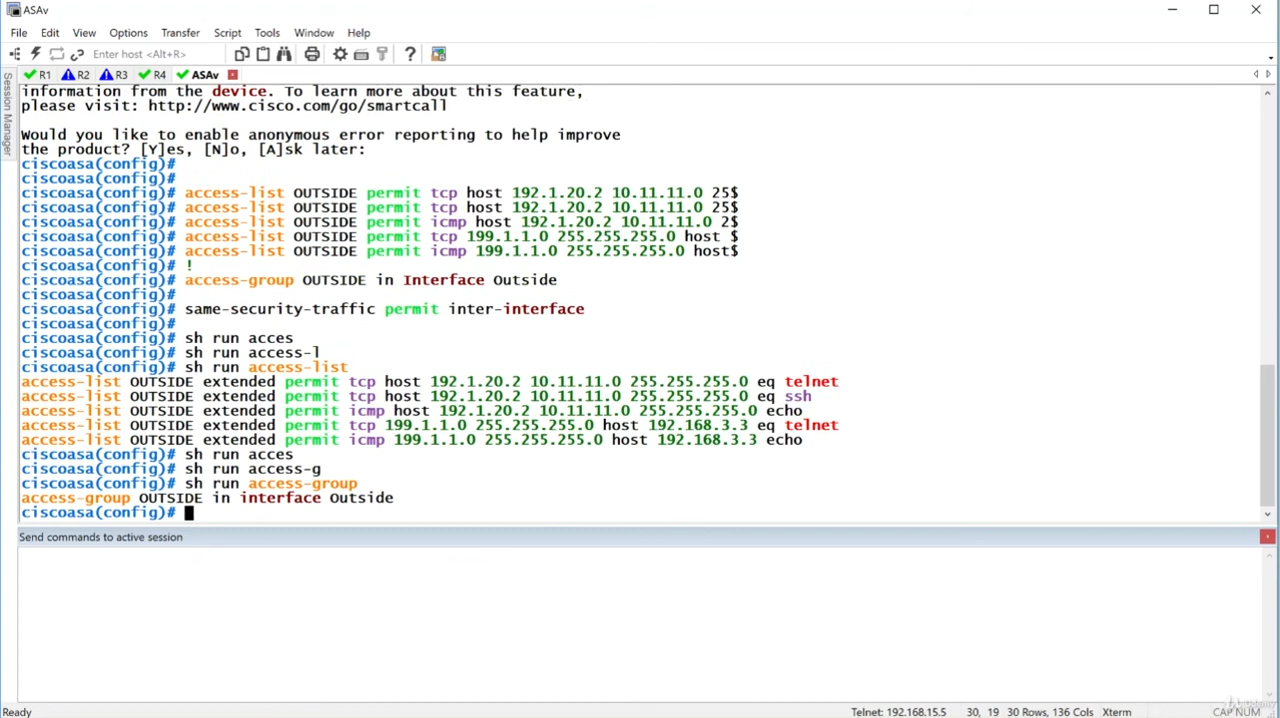 ASAv
File Edit View Options Transfer Script Tools Window Help
Enter host <Alt+R>
R1 R2 R3 R4 ASAv
Session Manager
information from the device. To learn more about this feature,
please visit: http://www.cisco.com/go/smartcall
Would you like to enable anonymous error reporting to help improve
the product? [Y]es, [N]o, [A]sk later:
ciscoasa(config)#
ciscoasa(config)#
ciscoasa(config)# access-list OUTSIDE permit tcp host 192.1.20.2 10.11.11.0 25$
ciscoasa(config)# access-list OUTSIDE permit tcp host 192.1.20.2 10.11.11.0 25$
ciscoasa(config)# access-list OUTSIDE permit icmp host 192.1.20.2 10.11.11.0 2$
ciscoasa(config)# access-list OUTSIDE permit tcp 199.1.1.0 255.255.255.0 host $
ciscoasa(config)# access-list OUTSIDE permit icmp 199.1.1.0 255.255.255.0 host$
ciscoasa(config)# !
ciscoasa(config)# access-group OUTSIDE in Interface Outside
ciscoasa(config)#
ciscoasa(config)# same-security-traffic permit inter-interface
ciscoasa(config)#
ciscoasa(config)# sh run acces
ciscoasa(config)# sh run access-l
ciscoasa(config)# sh run access-list
access-list OUTSIDE extended permit tcp host 192.1.20.2 10.11.11.0 255.255.255.0 eq telnet
access-list OUTSIDE extended permit tcp host 192.1.20.2 10.11.11.0 255.255.255.0 eq ssh
access-list OUTSIDE extended permit icmp host 192.1.20.2 10.11.11.0 255.255.255.0 echo
access-list OUTSIDE extended permit tcp 199.1.1.0 255.255.255.0 host 192.168.3.3 eq telnet
access-list OUTSIDE extended permit icmp 199.1.1.0 255.255.255.0 host 192.168.3.3 echo
ciscoasa(config)# sh run acces
ciscoasa(config)# sh run access-g
ciscoasa(config)# sh run access-group
access-group OUTSIDE in interface Outside
ciscoasa(config)#
Send commands to active session
Ready Telnet: 192.168.15.5 30, 19 30 Rows, 136 Cols Xterm CAP NUM
Udemy